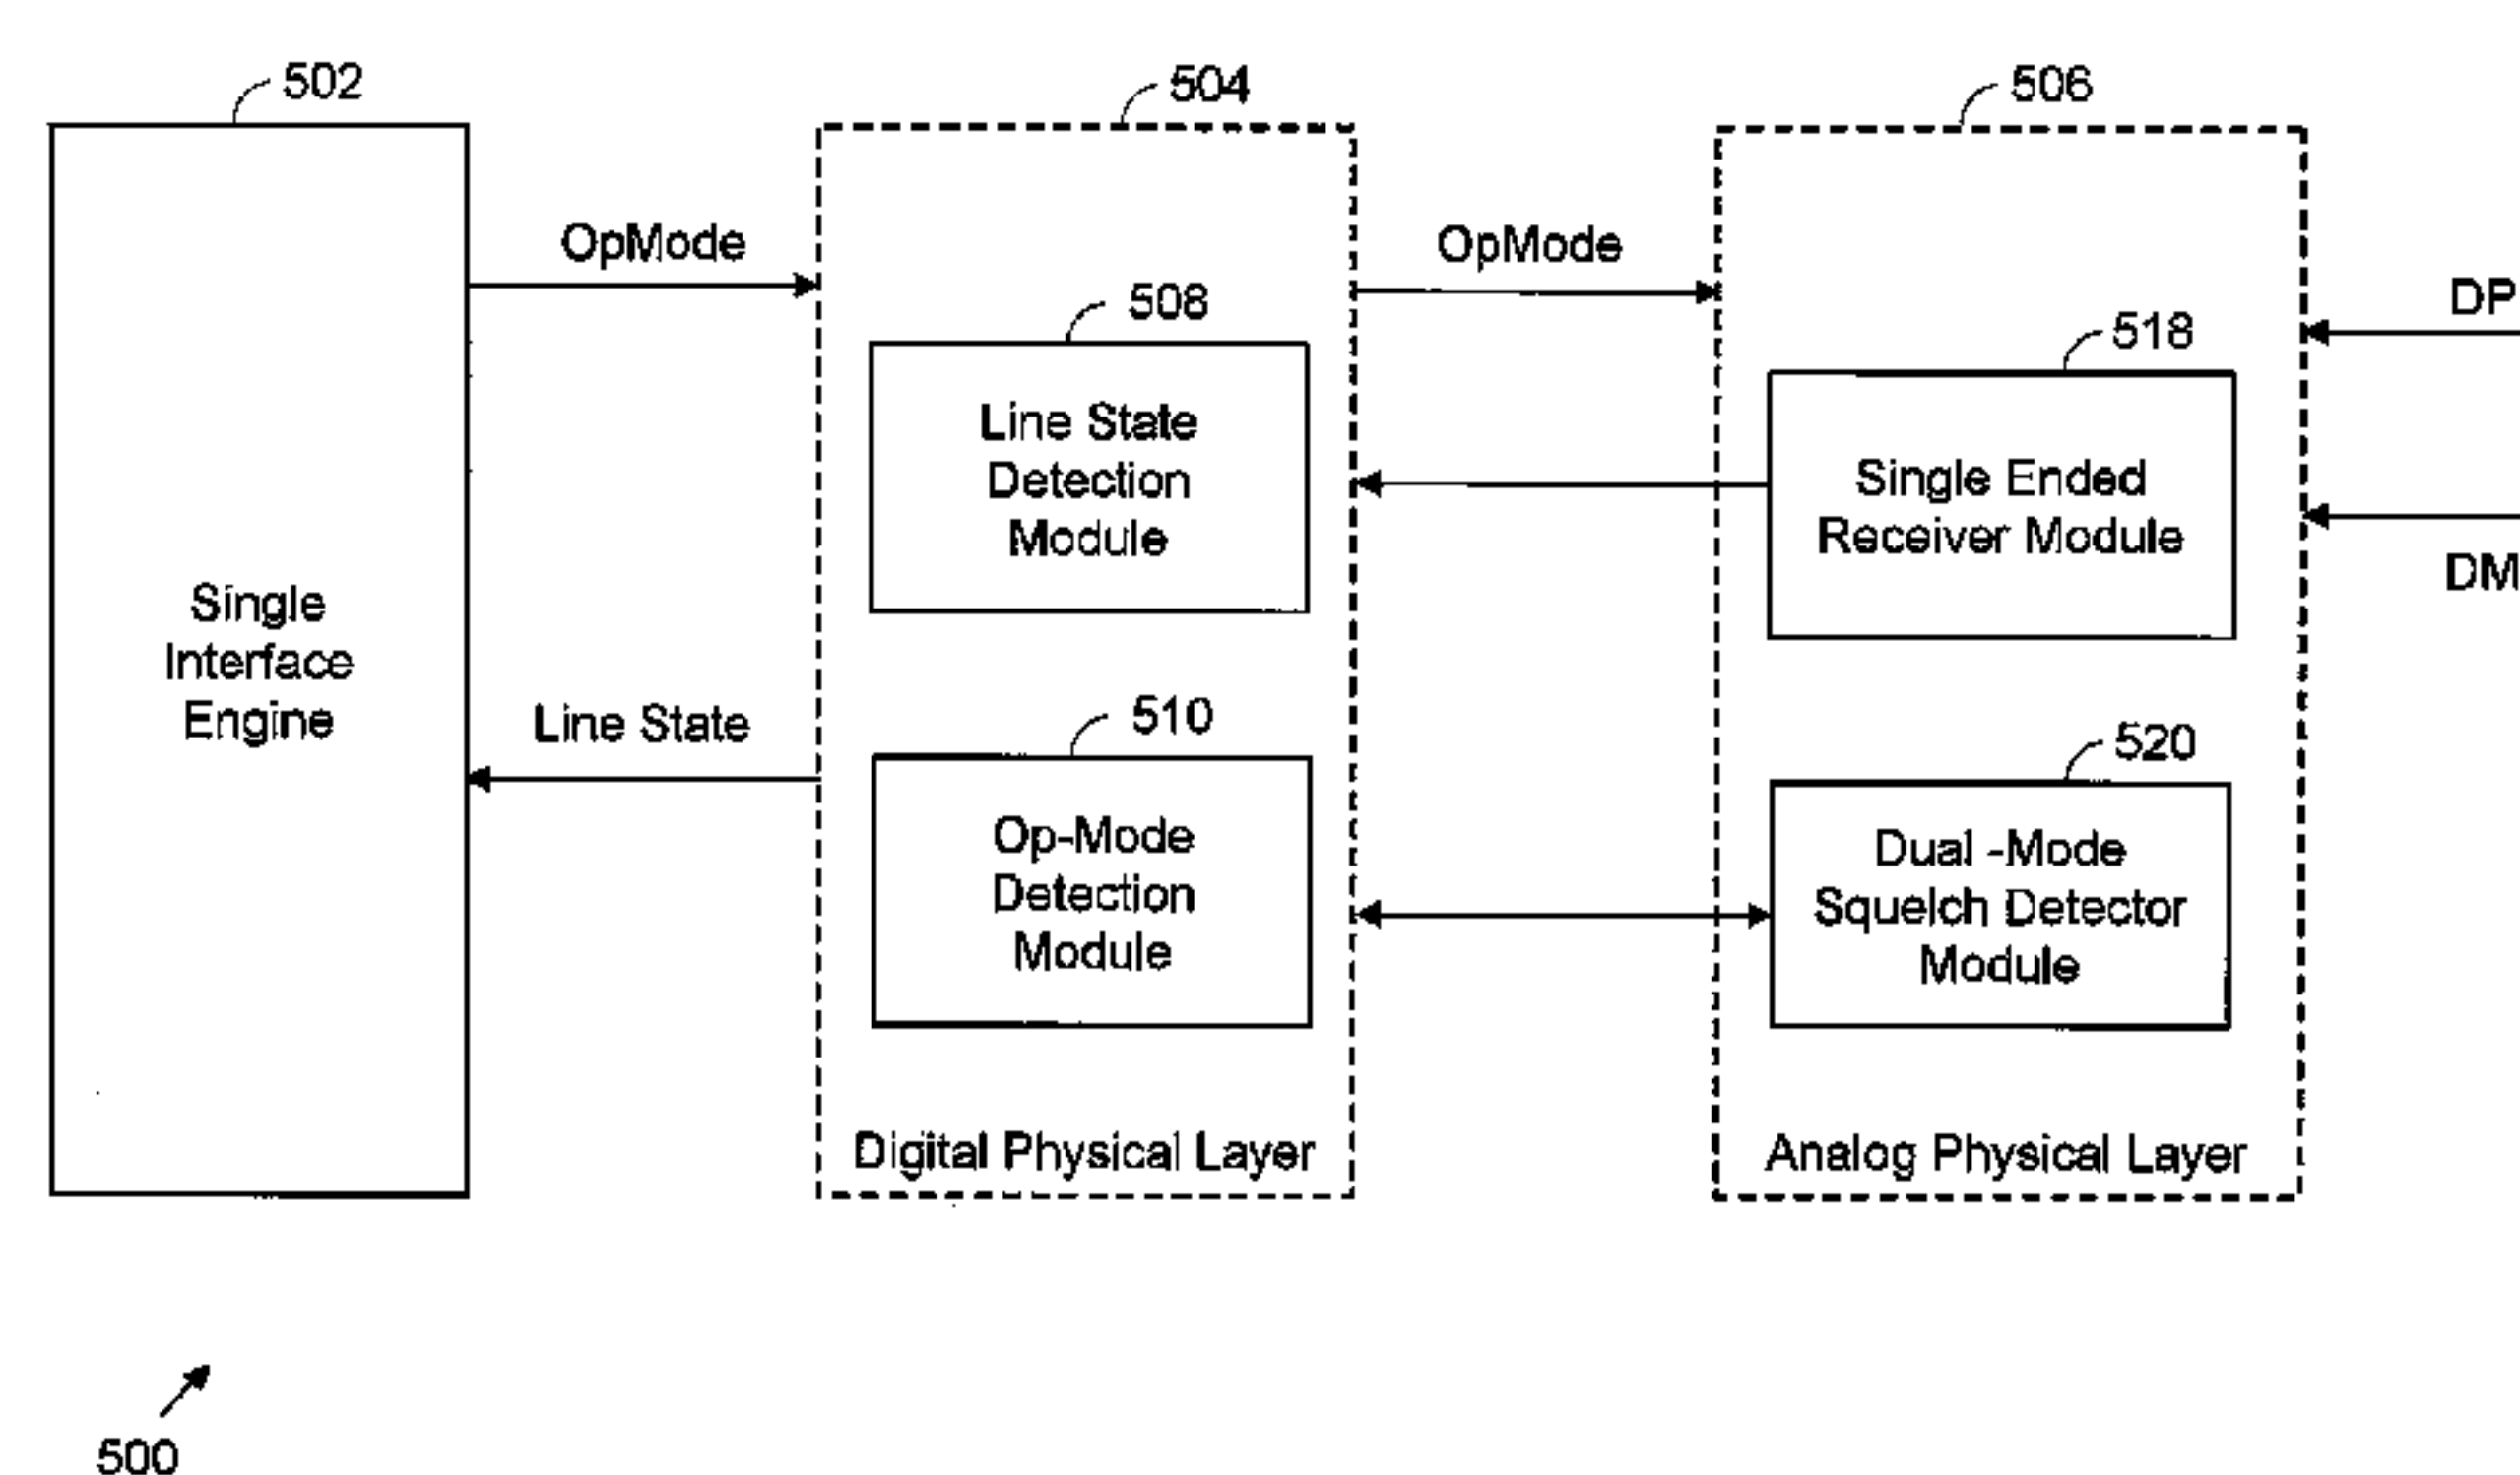 502
504
506
OpMode
OpMode
508
518
DP
Line State
Detection
Module
Single Ended
Receiver Module
DM
Single
Interface
Engine
Line State
510
520
Op-Mode
Detection
Module
Dual -Mode
Squelch Detector
Module
Digital Physical Layer
Analog Physical Layer
500